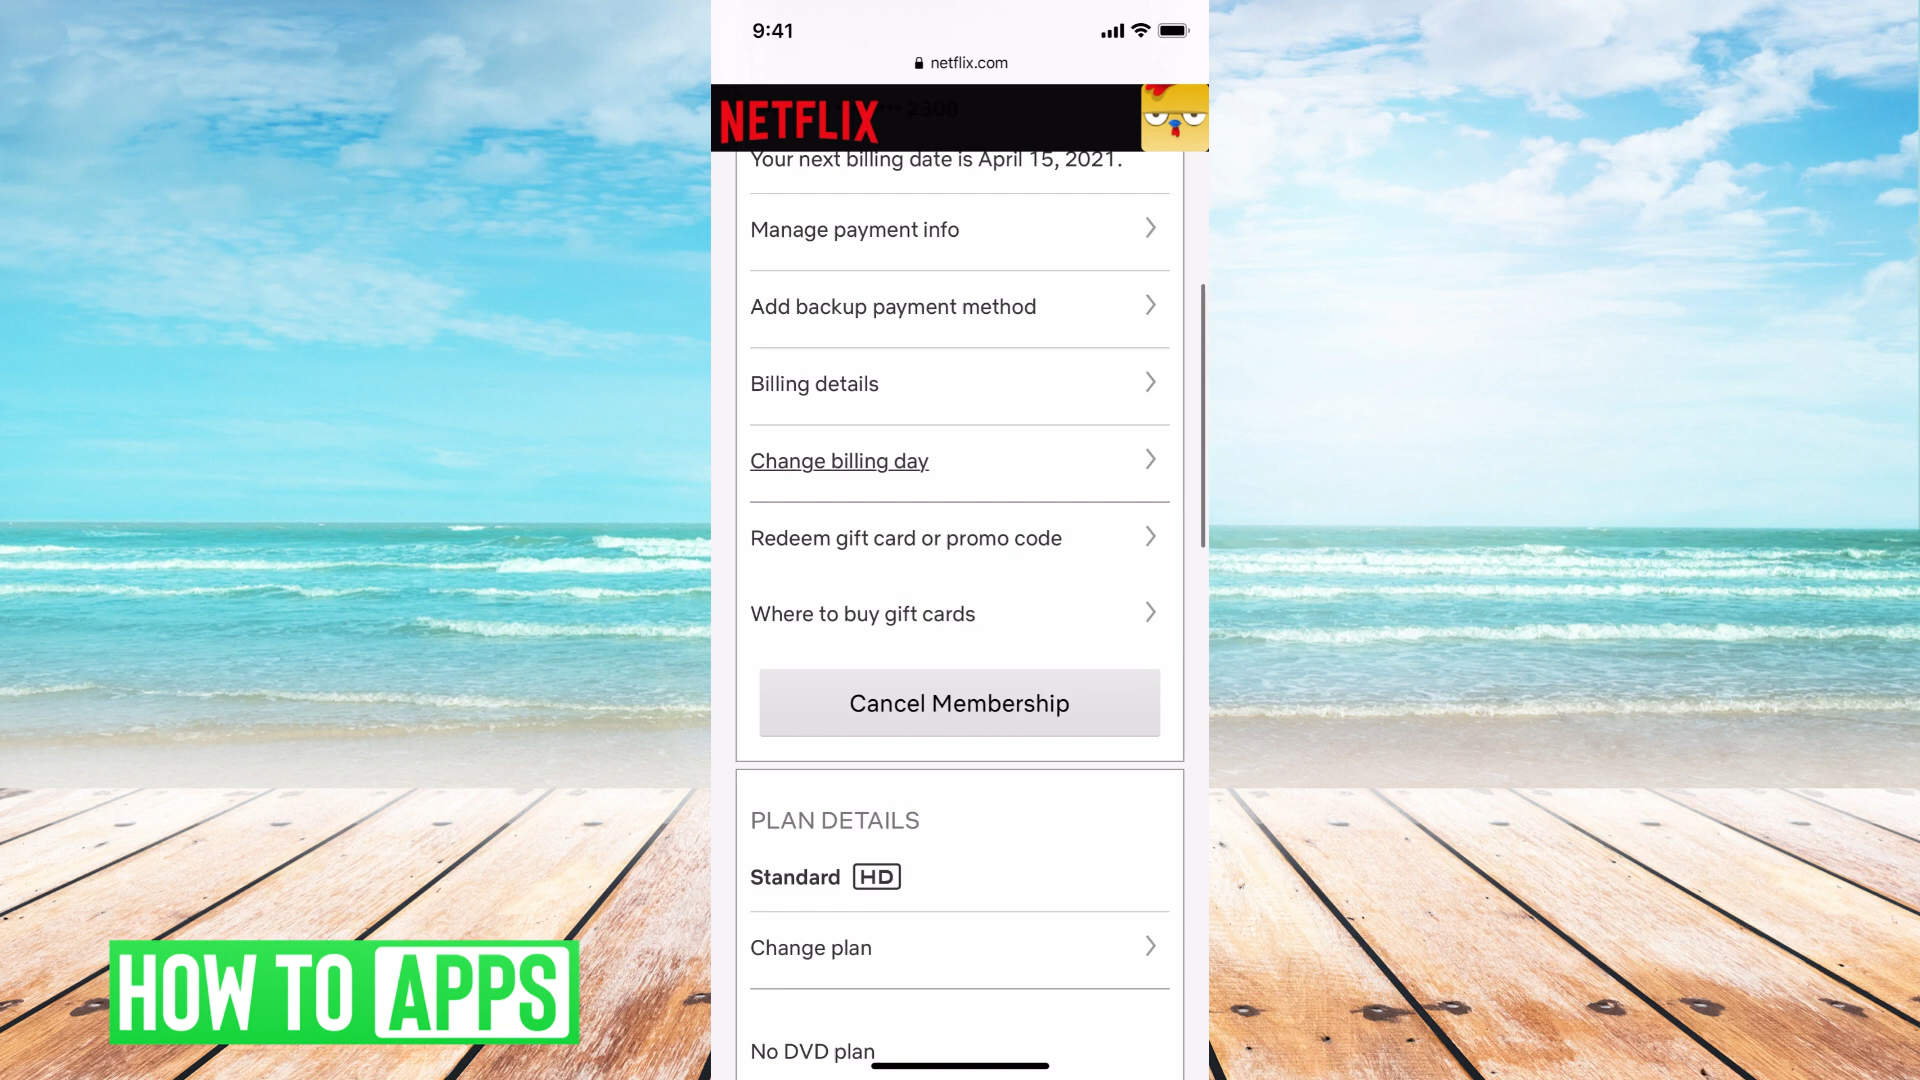 9:41
netflix.com
NETFLIX
2308
Your next billing date is April 15, 2021.
Manage payment info
Add backup payment method
Billing details
Change billing day
Redeem gift card or promo code
Where to buy gift cards
Cancel Membership
PLAN DETAILS
Standard HD
Change plan
No DVD plan
HOW TO APPS